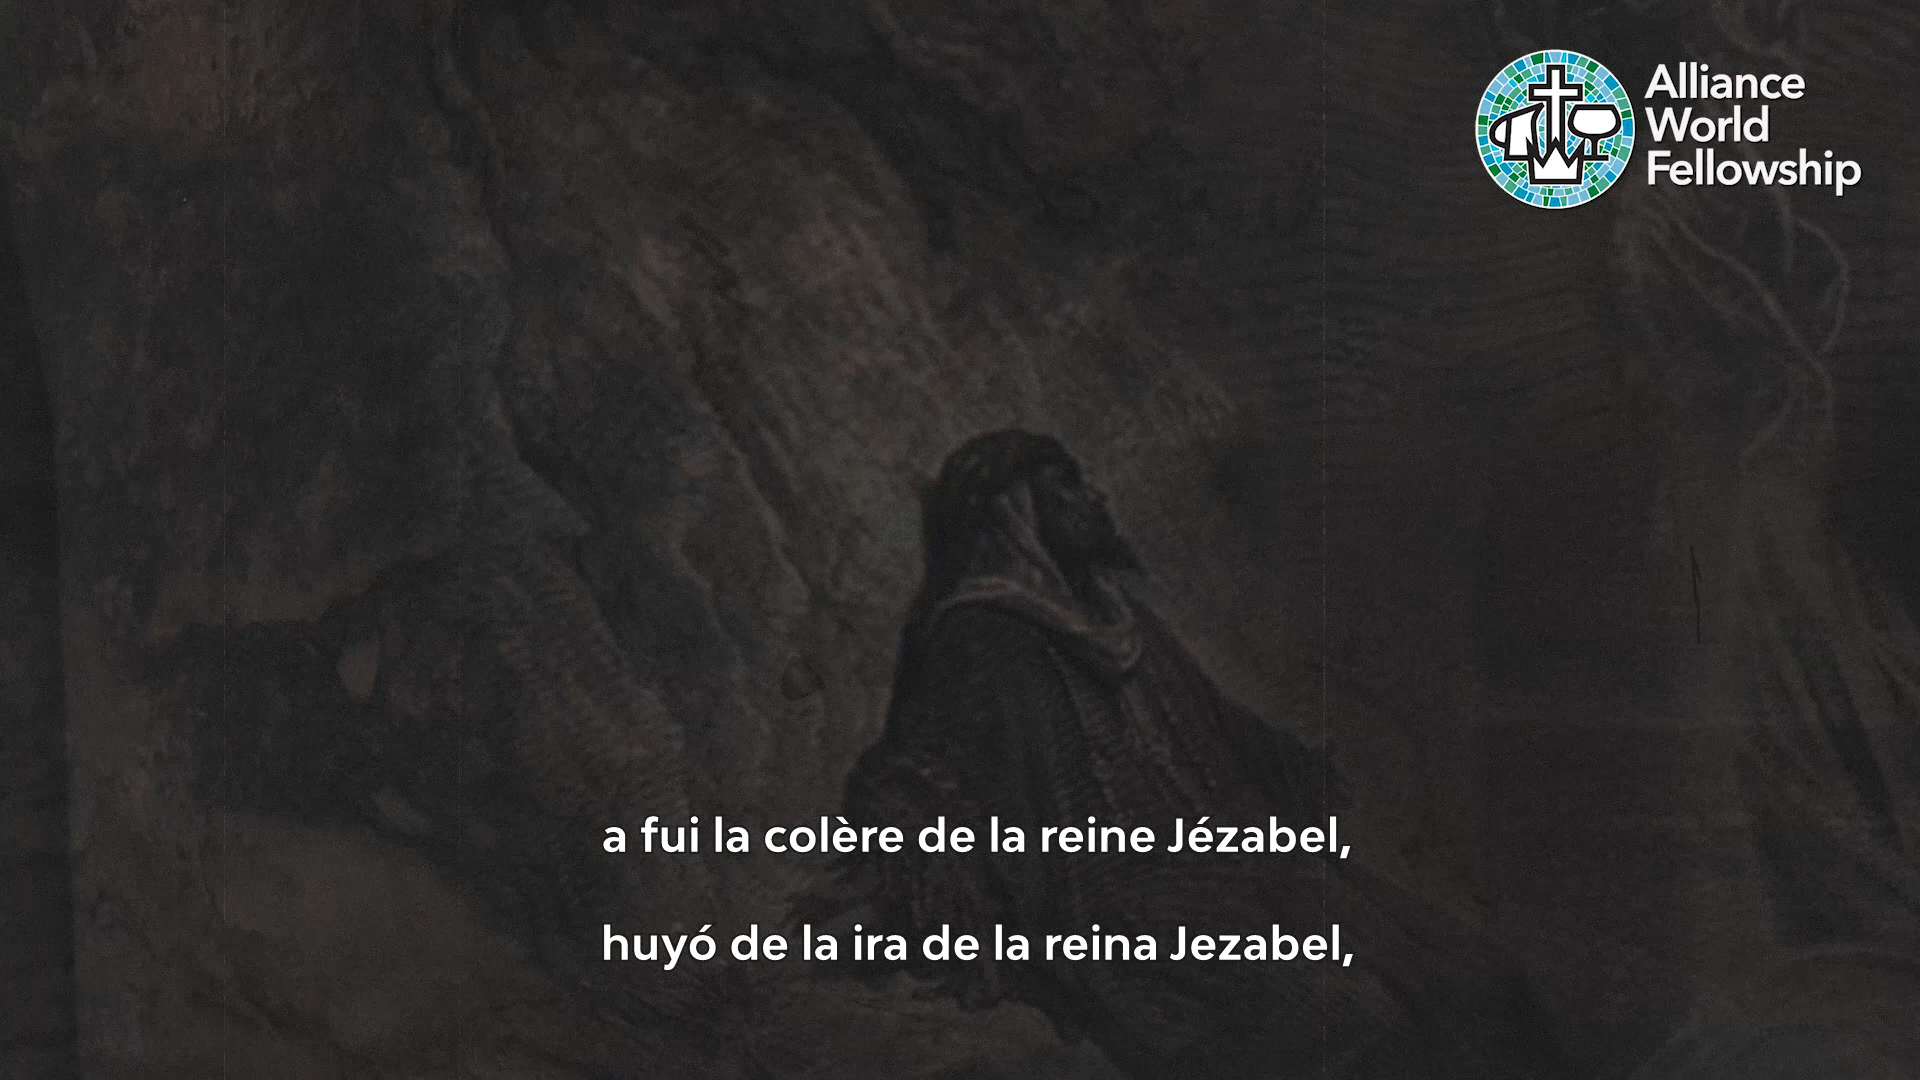 Alliance
World
Fellowship
a fui la colère de la reine Jézabel,
huyó de la ira de la reina Jezabel,